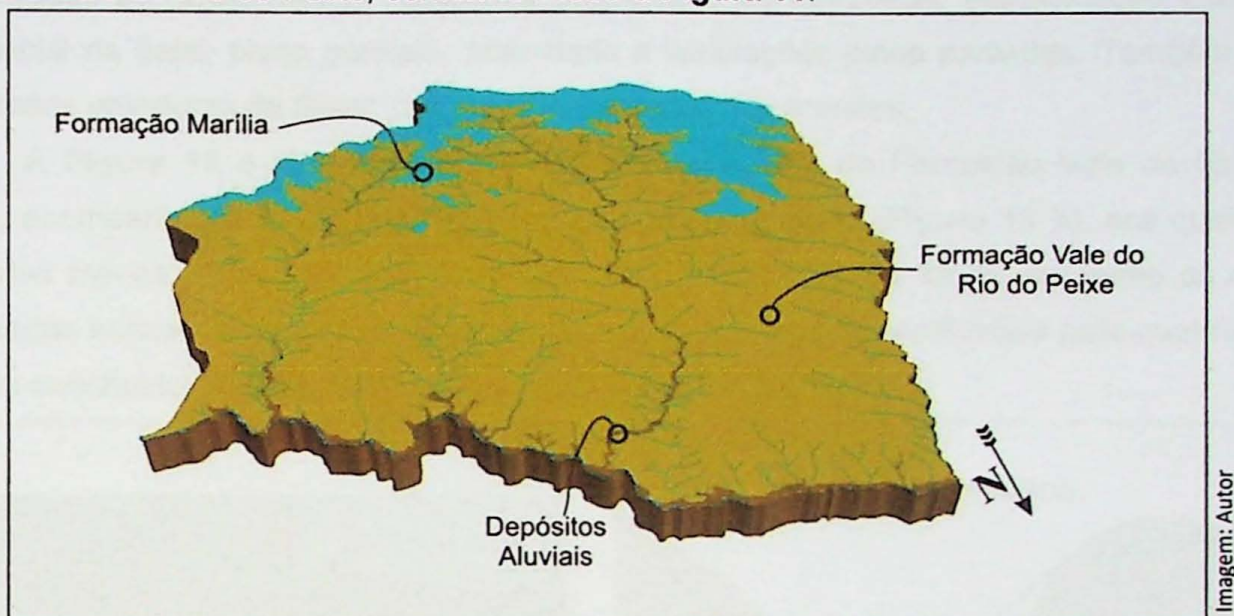 Formação Marília
Formação Vale do
Rio do Peixe
Depósitos
Aluviais
N
Imagem: Autor